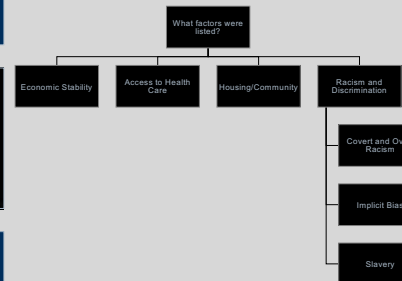 What factors were
listed?
Economic Stability
Access to Health
Care
Housing/Community
Racism and
Discrimination
Covert and Ov
Racism
Implicit Bias
Slavery